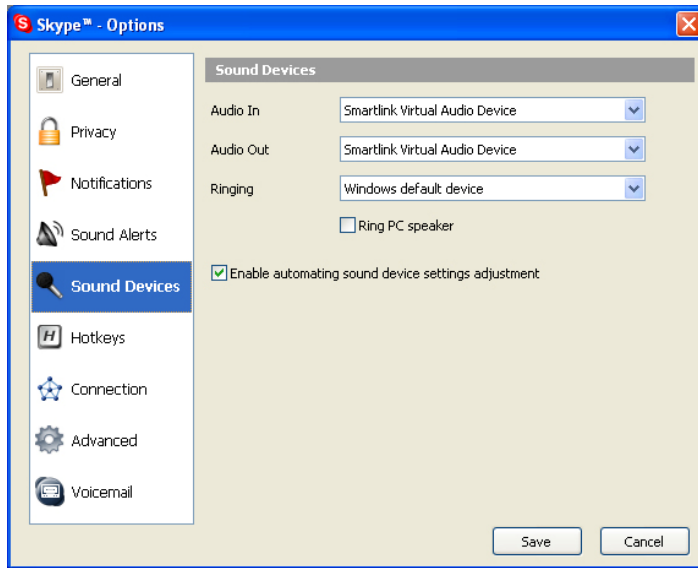 Skype™ - Options
General
Privacy
Notifications
Sound Alerts
Sound Devices
Hotkeys
Connection
Advanced
Voicemail
Sound Devices
Audio In Smartlink Virtual Audio Device
Audio Out Smartlink Virtual Audio Device
Ringing Windows default device
Ring PC speaker
Enable automating sound device settings adjustment
Save Cancel